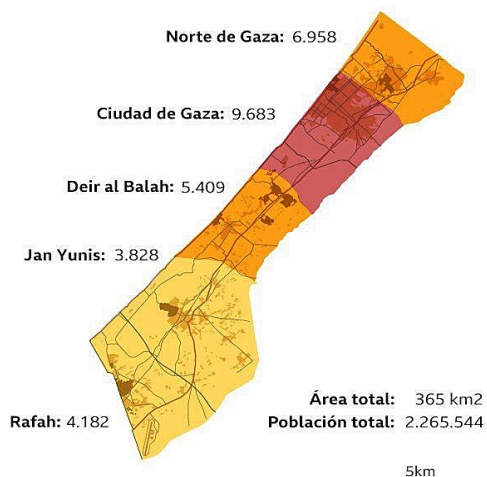 Norte de Gaza: 6.958
Ciudad de Gaza: 9.683
Deir al Balah: 5.409
Jan Yunis: 3.828
Rafah: 4.182
Área total: 365 km2
Población total: 2.265.544
5km